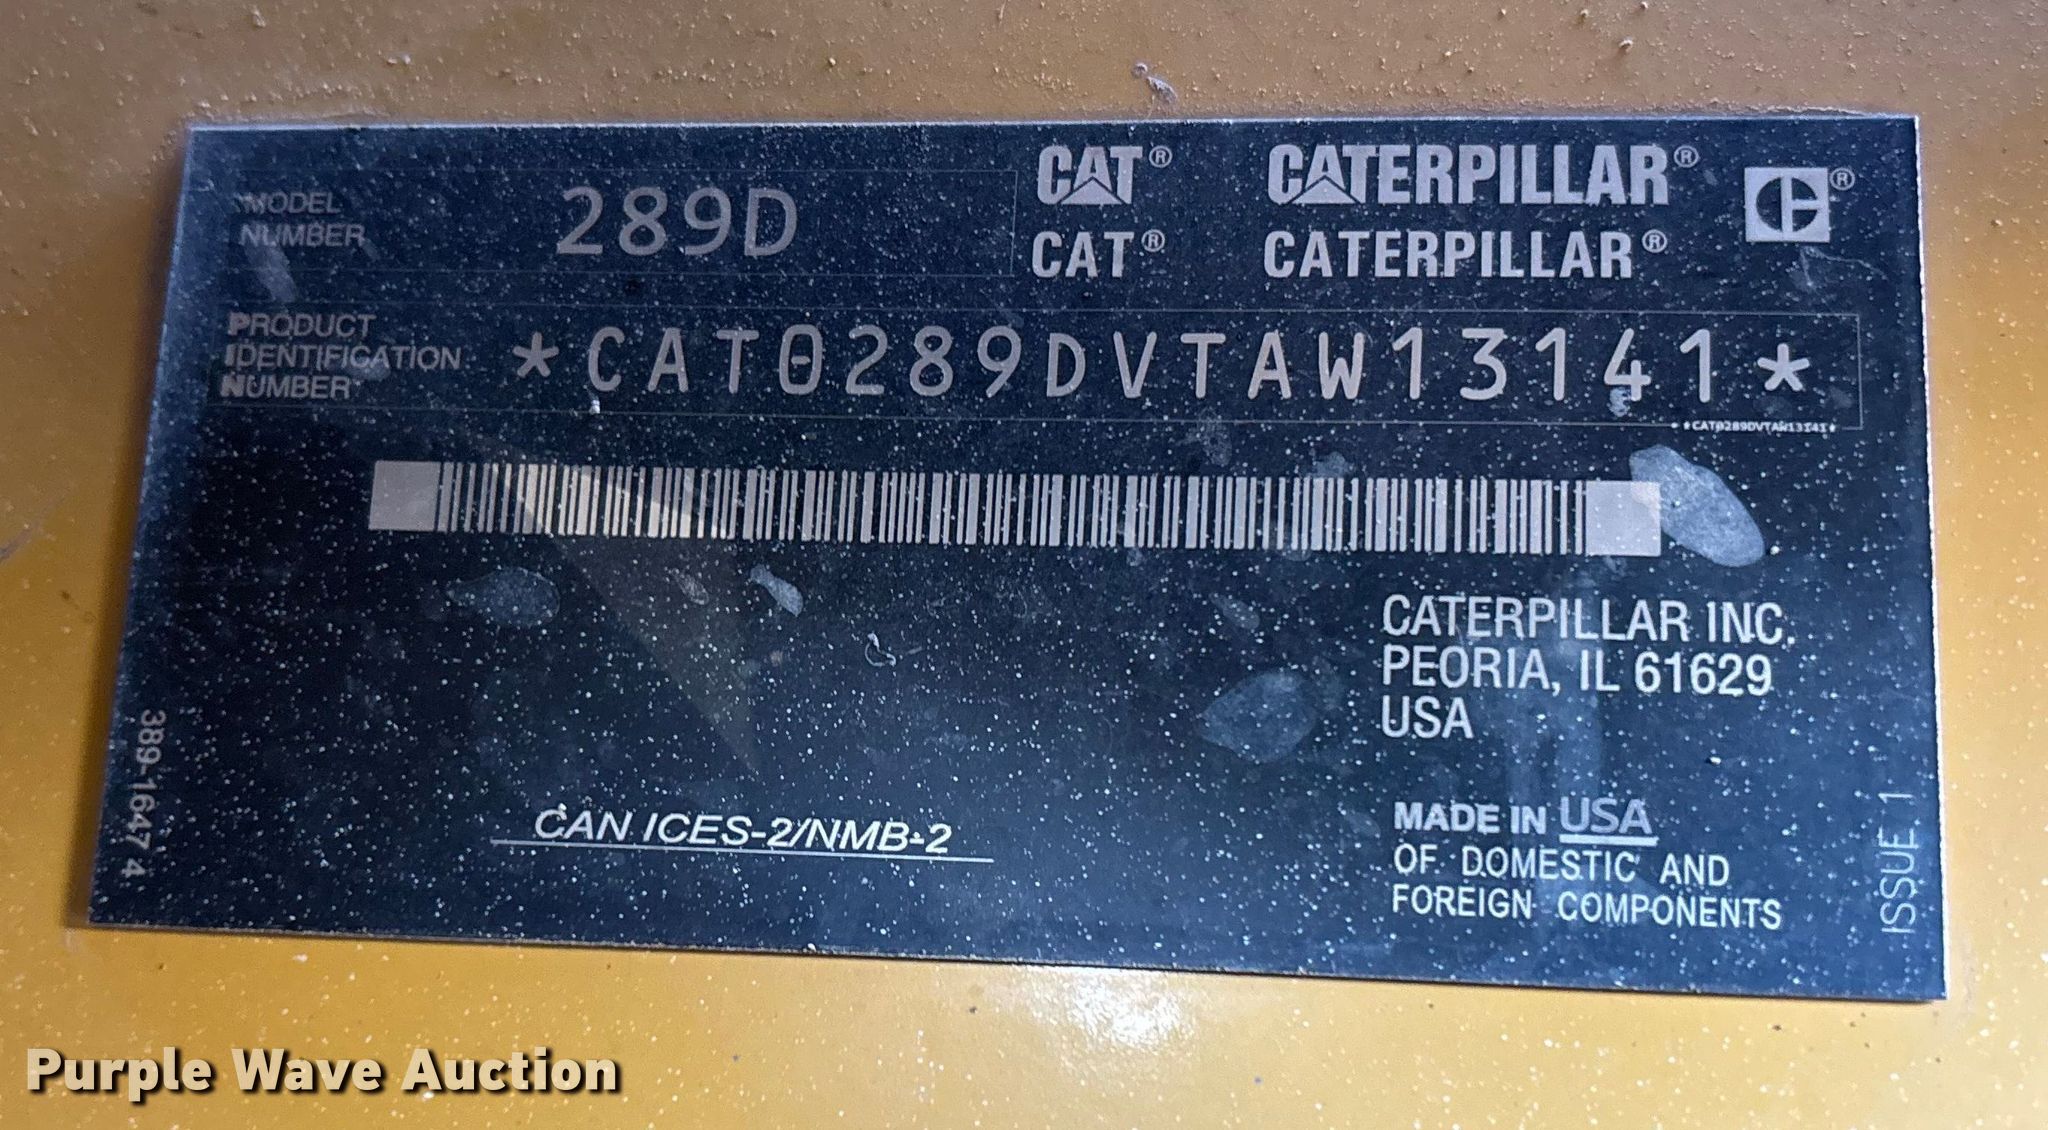 MODEL
NUMBER
289D
CAT® CATERPILLAR®
CAT® CATERPILLAR®
PRODUCT
IDENTIFICATION
NUMBER
*CAT0289DVTAW13141*
*CAT0289DVTAW13141*
CATERPILLAR INC.
PEORIA, IL 61629
USA
CAN ICES-2/NMB-2
MADE IN USA
OF DOMESTIC AND
FOREIGN COMPONENTS
389-1647 4
ISSUE 1
Purple Wave Auction